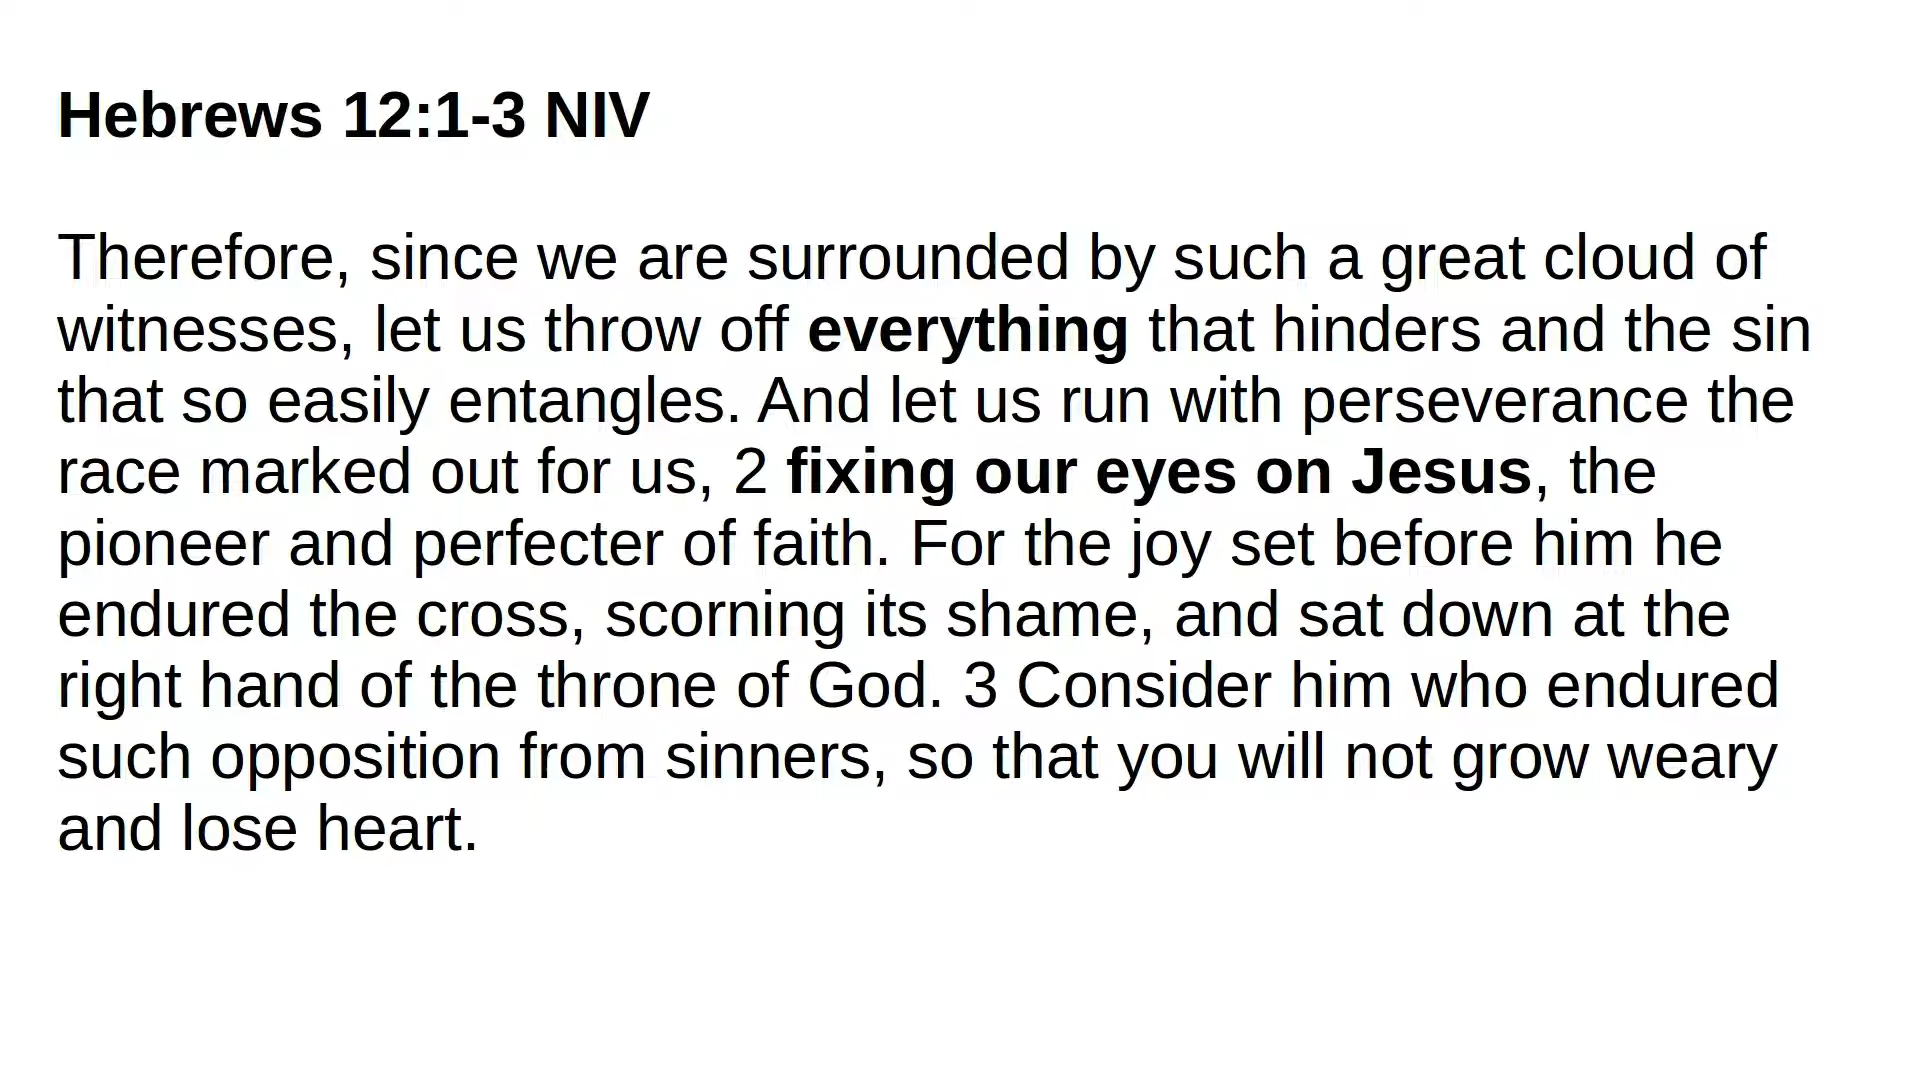 Hebrews 12:1-3 NIV
Therefore, since we are surrounded by such a great cloud of
witnesses, let us throw off everything that hinders and the sin
that so easily entangles. And let us run with perseverance the
race marked out for us, 2 fixing our eyes on Jesus, the
pioneer and perfecter of faith. For the joy set before him he
endured the cross, scorning its shame, and sat down at the
right hand of the throne of God. 3 Consider him who endured
such opposition from sinners, so that you will not grow weary
and lose heart.